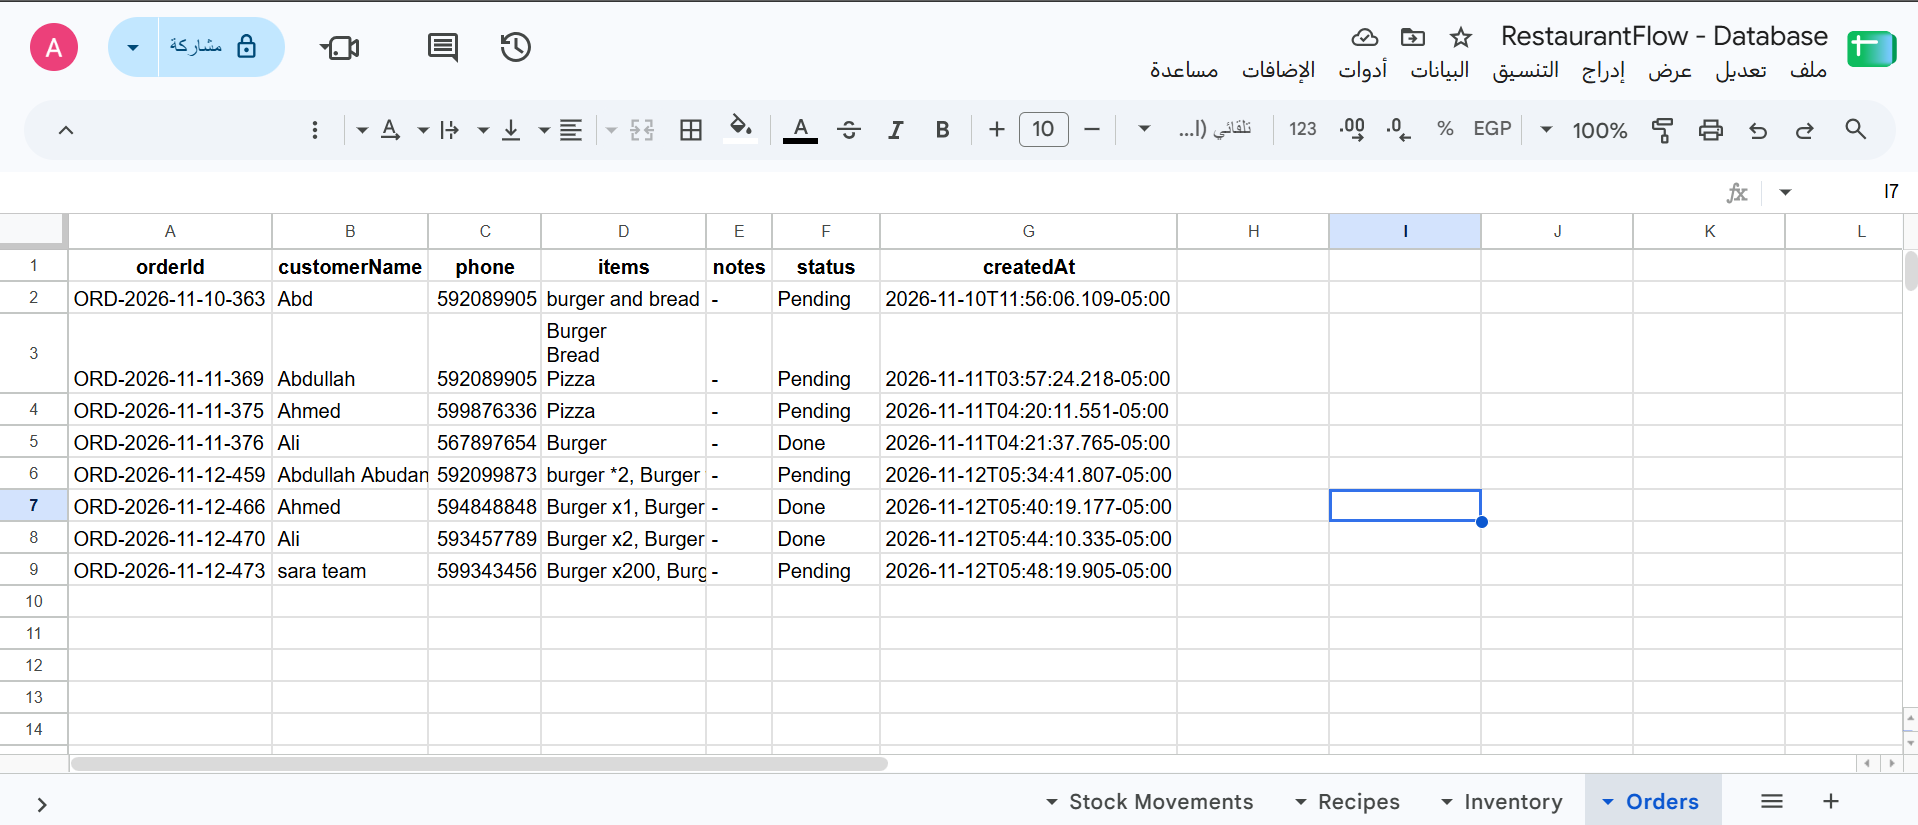 RestaurantFlow - Database
ملف تعديل عرض إدراج التنسيق البيانات أدوات الإضافات مساعدة
مشاركة
A
100% EGP % .0 .00 123 تلقائي (ا... 10 B I A A
I7
fx
A B C D E F G H I J K L
1 orderId customerName phone items notes status createdAt
2 ORD-2026-11-10-363 Abd 592089905 burger and bread - Pending 2026-11-10T11:56:06.109-05:00
Burger
Bread
3 ORD-2026-11-11-369 Abdullah 592089905 Pizza - Pending 2026-11-11T03:57:24.218-05:00
4 ORD-2026-11-11-375 Ahmed 599876336 Pizza - Pending 2026-11-11T04:20:11.551-05:00
5 ORD-2026-11-11-376 Ali 567897654 Burger - Done 2026-11-11T04:21:37.765-05:00
6 ORD-2026-11-12-459 Abdullah Abudan 592099873 burger *2, Burger - Pending 2026-11-12T05:34:41.807-05:00
7 ORD-2026-11-12-466 Ahmed 594848848 Burger x1, Burger - Done 2026-11-12T05:40:19.177-05:00
8 ORD-2026-11-12-470 Ali 593457789 Burger x2, Burger - Done 2026-11-12T05:44:10.335-05:00
9 ORD-2026-11-12-473 sara team 599343456 Burger x200, Burg - Pending 2026-11-12T05:48:19.905-05:00
10
11
12
13
14
Stock Movements Recipes Inventory Orders